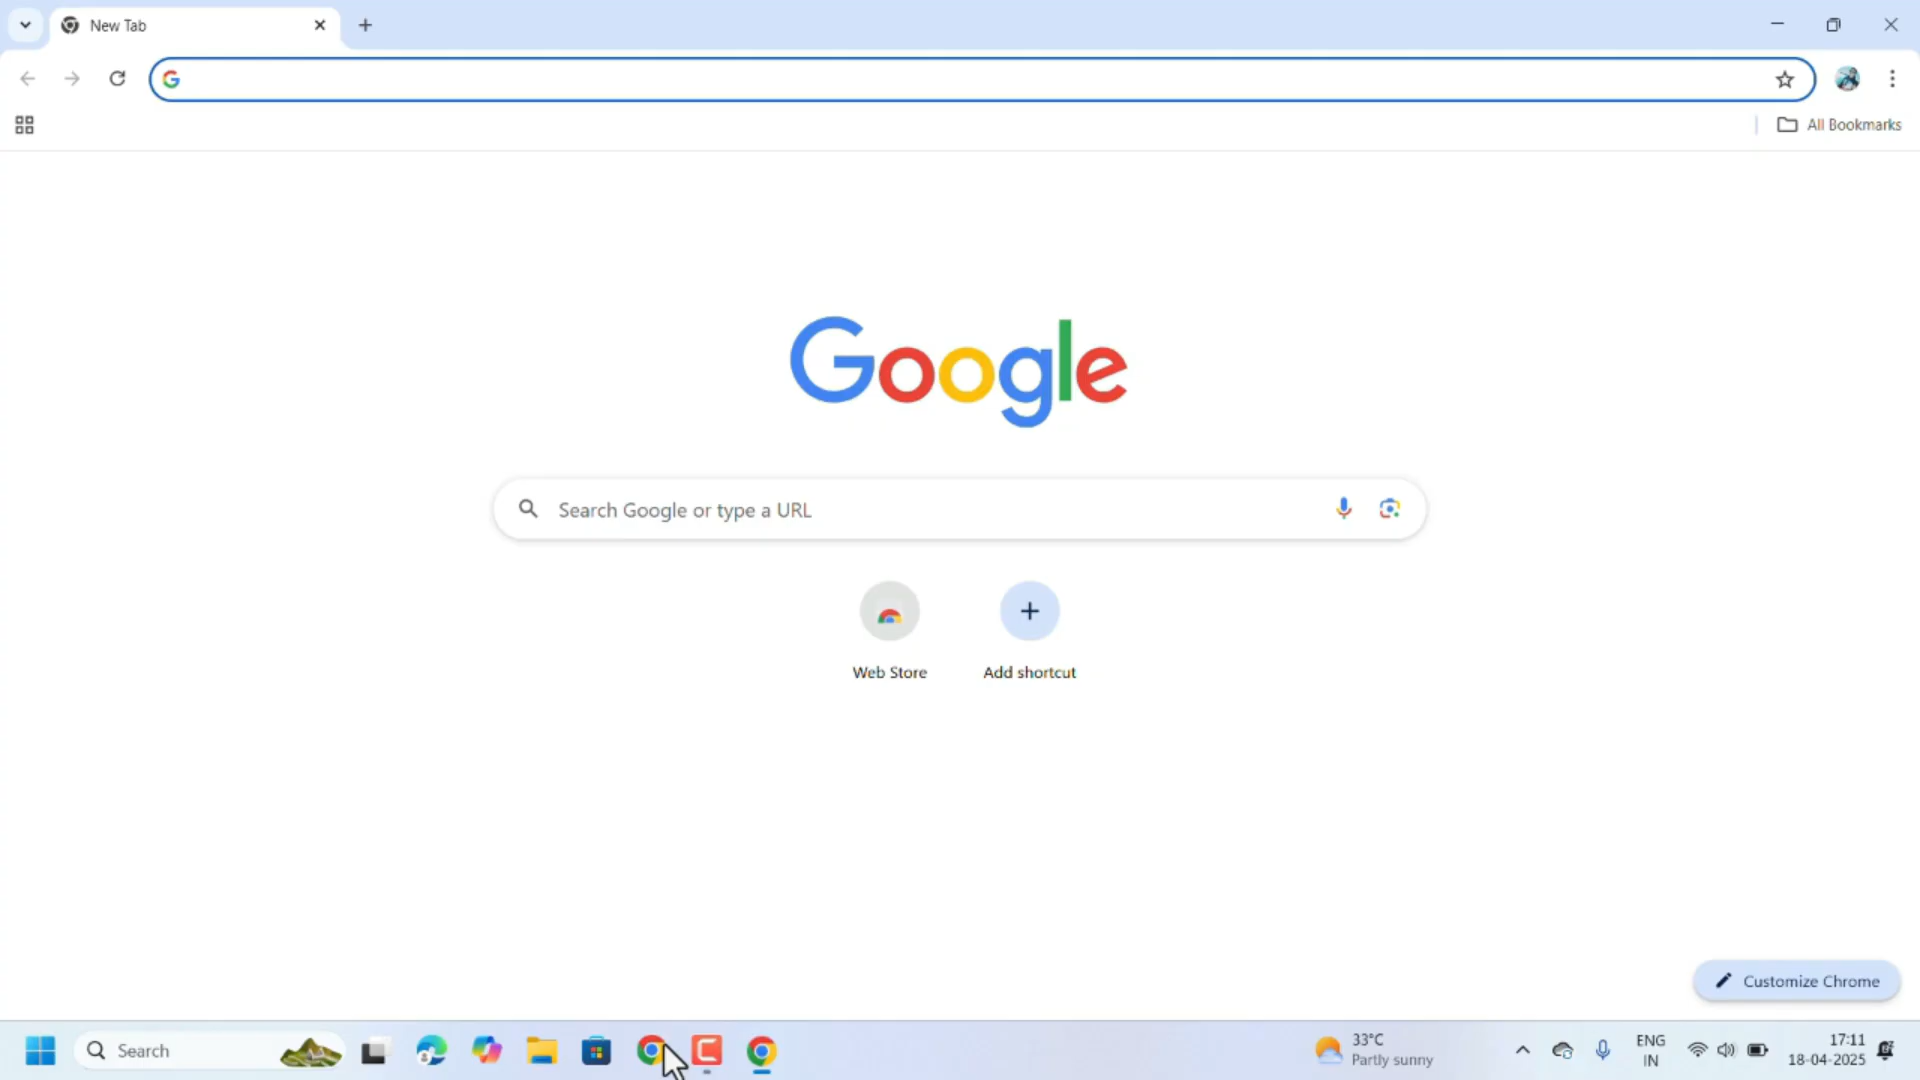 New Tab
All Bookmarks
Google
Search Google or type a URL
Web Store
Add shortcut
Customize Chrome
Search
33°C
Partly sunny
ENG
IN
17:11
18-04-2025